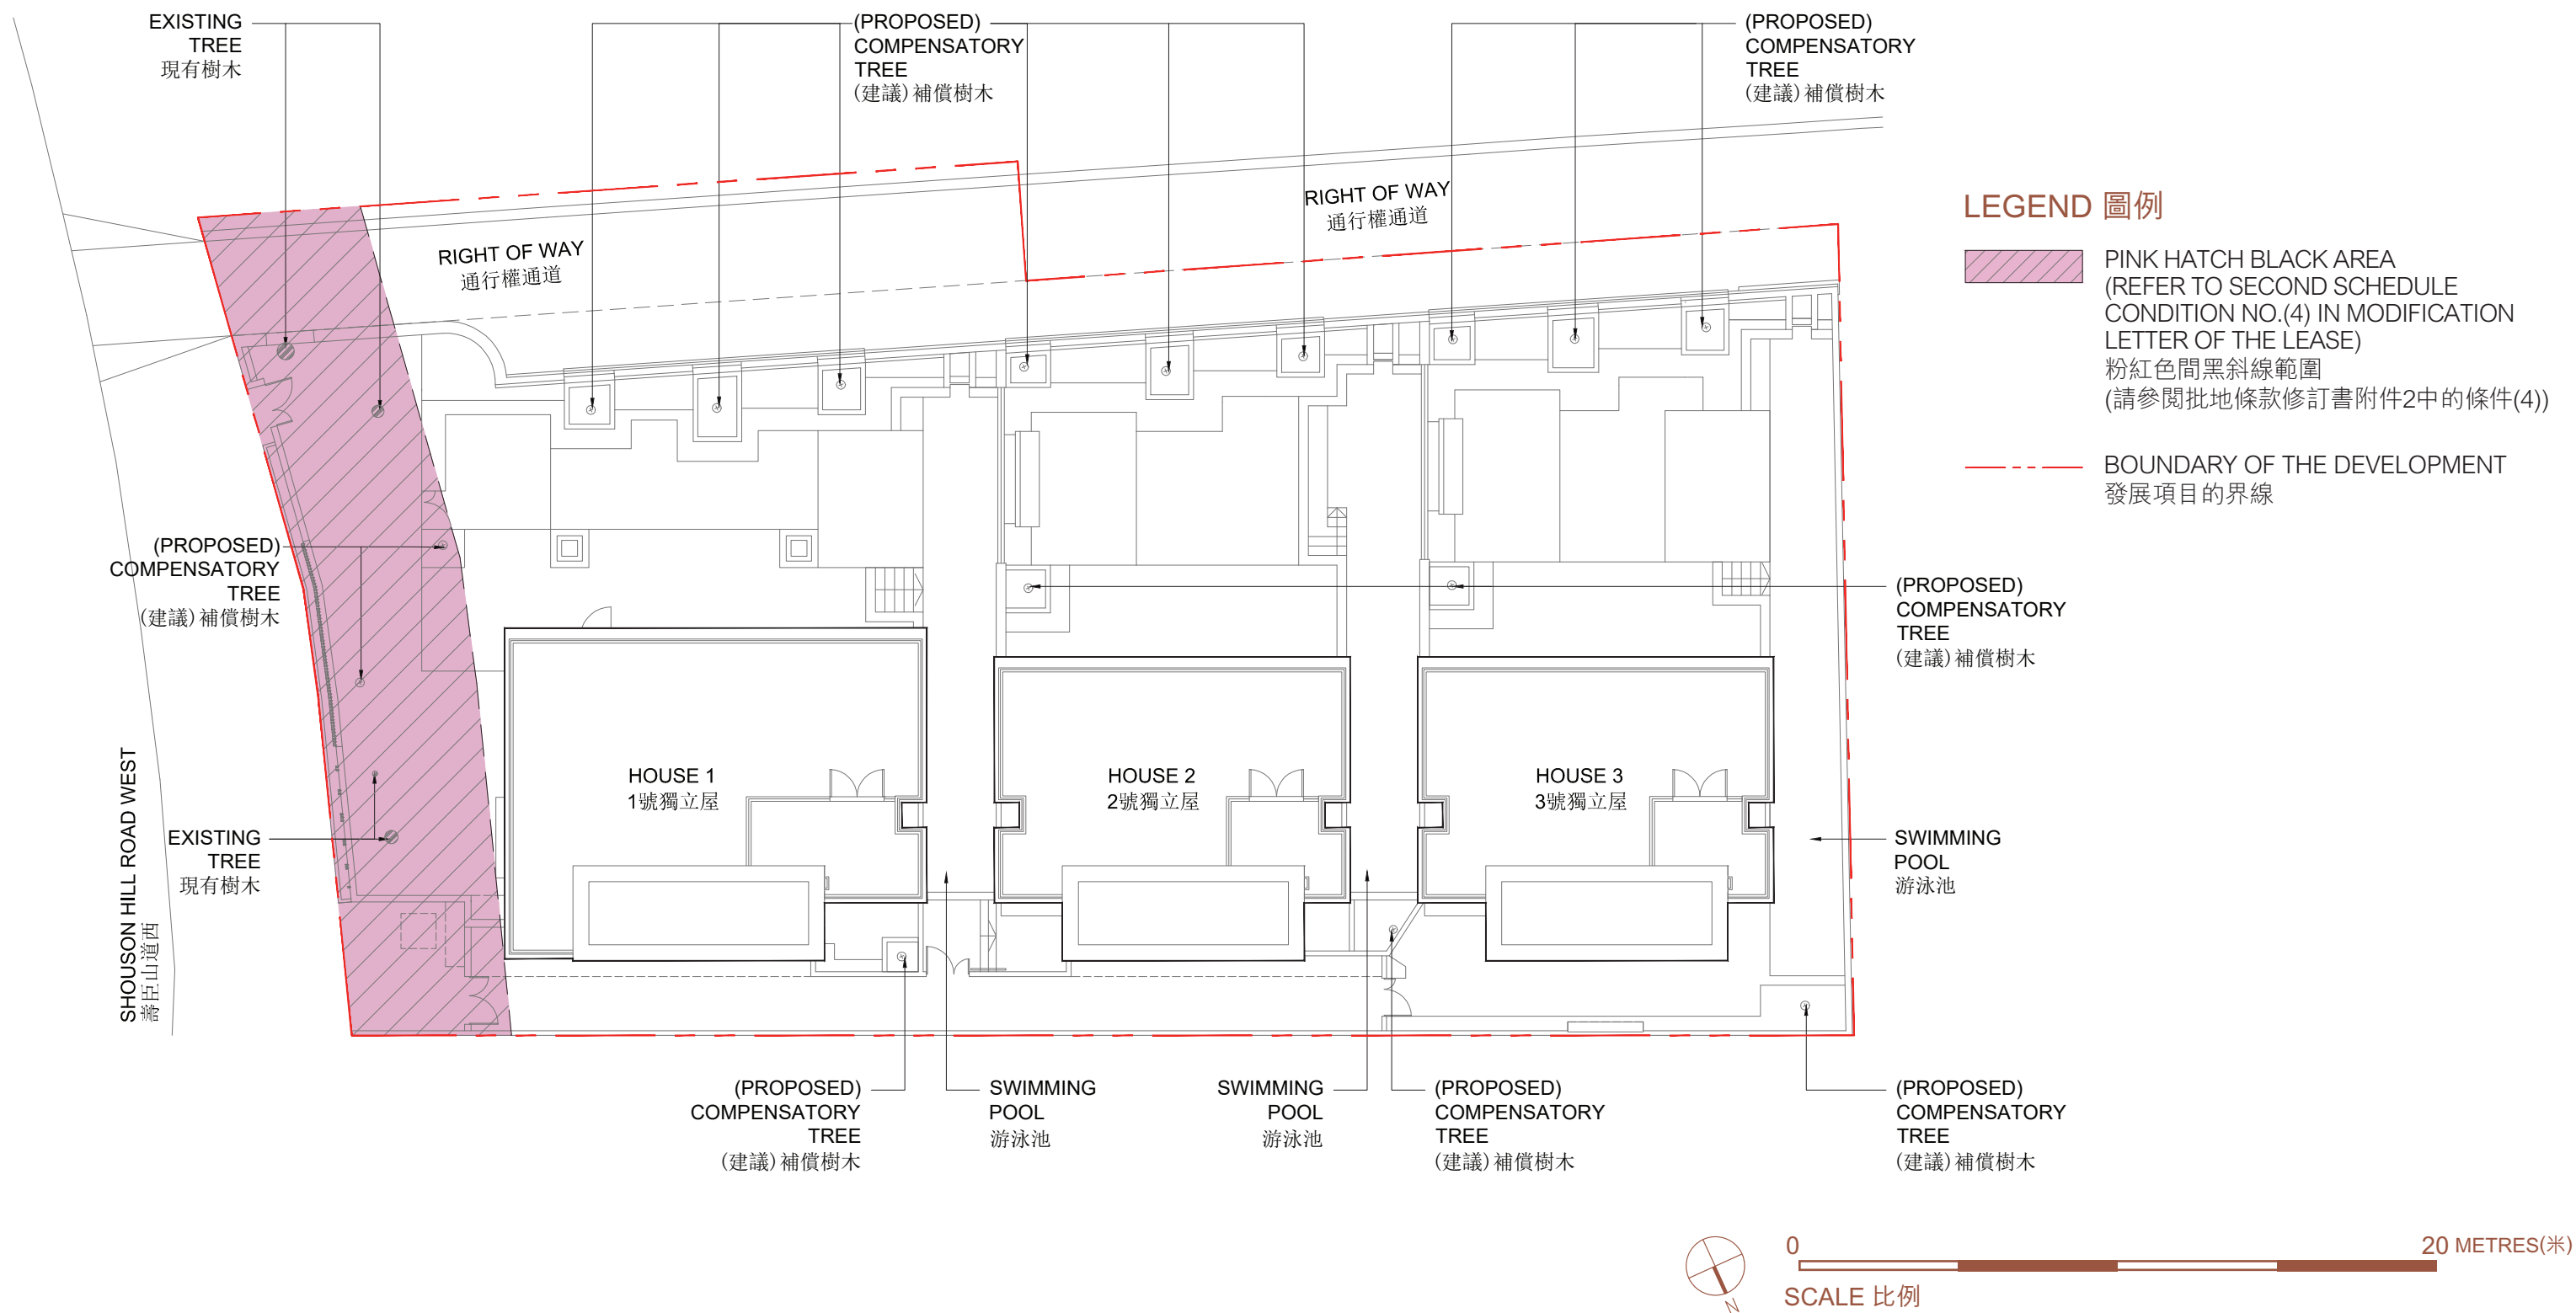 EXISTING
TREE
現有樹木
(PROPOSED)
COMPENSATORY
TREE
(建議)補償樹木
(PROPOSED)
COMPENSATORY
TREE
(建議)補償樹木
RIGHT OF WAY
通行權通道
RIGHT OF WAY
通行權通道
LEGEND 圖例
PINK HATCH BLACK AREA
(REFER TO SECOND SCHEDULE
CONDITION NO.(4) IN MODIFICATION
LETTER OF THE LEASE)
粉紅色間黑斜線範圍
(請參閱批地條款修訂書附件2中的條件(4))
BOUNDARY OF THE DEVELOPMENT
發展項目的界線
(PROPOSED)
COMPENSATORY
TREE
(建議)補償樹木
(PROPOSED)
COMPENSATORY
TREE
(建議)補償樹木
SHOUSON HILL ROAD WEST
壽臣山道西
EXISTING
TREE
現有樹木
HOUSE 1
1號獨立屋
HOUSE 2
2號獨立屋
HOUSE 3
3號獨立屋
SWIMMING
POOL
游泳池
(PROPOSED)
COMPENSATORY
TREE
(建議)補償樹木
SWIMMING
POOL
游泳池
SWIMMING
POOL
游泳池
(PROPOSED)
COMPENSATORY
TREE
(建議)補償樹木
(PROPOSED)
COMPENSATORY
TREE
(建議)補償樹木
N
0
20 METRES(米)
SCALE 比例